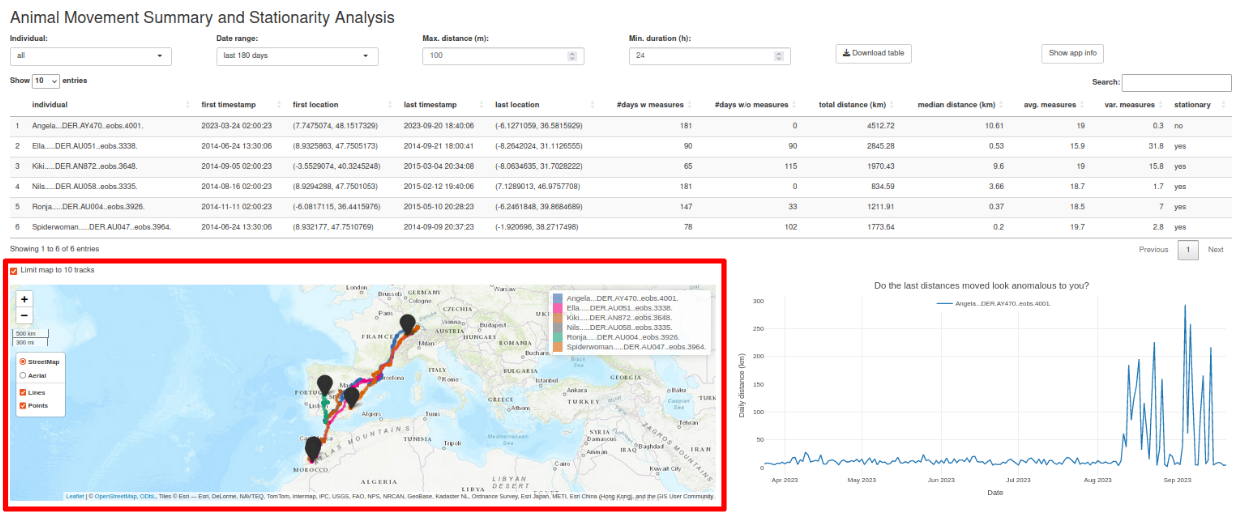 Animal Movement Summary and Stationarity Analysis
Individual: Date range: Max. distance (m): Min. duration (h):
all last 180 days 100 24 Download table Show app info
Show 10 entries Search:
individual first timestamp first location last timestamp last location #days w measures #days w/o measures total distance (km) median distance (km) avg. measures var. measures stationary
1 Angela...DER.AY470..eobs.4001. 2023-03-24 02:00:23 (7.7475074, 48.1517329) 2023-09-20 18:40:06 (-6.1271059, 36.5815929) 181 0 4512.72 10.61 19 0.3 no
2 Ella.....DER.AU051..eobs.3338. 2014-06-24 13:30:06 (8.9325863, 47.7505173) 2014-09-21 18:00:41 (-8.2642024, 31.1126555) 90 90 2845.28 0.53 15.9 31.8 yes
3 Kiki.....DER.AN872..eobs.3648. 2014-09-05 02:00:23 (-3.5529074, 40.3245248) 2015-03-04 20:34:08 (-8.0634635, 31.7028222) 65 115 1970.43 9.6 19 15.8 yes
4 Nils.....DER.AU058..eobs.3335. 2014-08-16 02:00:23 (8.9294288, 47.7501053) 2015-02-12 19:40:06 (7.1289013, 46.9757708) 181 0 834.59 3.66 18.7 1.7 yes
5 Ronja.....DER.AU004..eobs.3926. 2014-11-11 02:00:23 (-6.0817115, 36.4415976) 2015-05-10 20:28:23 (-6.2461848, 39.8684689) 147 33 1211.91 0.37 18.5 7 yes
6 Spiderwoman.....DER.AU047..eobs.3964. 2014-06-24 13:30:06 (8.932177, 47.7510769) 2014-09-09 20:37:23 (-1.920696, 38.2717498) 78 102 1773.64 0.2 19.7 2.8 yes
Showing 1 to 6 of 6 entries Previous 1 Next
Limit map to 10 tracks
+
−
500 km
300 mi
StreetMap
Aerial
Lines
Points
London
Brussels GERMANY
Cologne
Warsaw
Paris
CZECHIA
Vienna
Budapest
FRANCE
AUSTRIA
HUNGARY
Milan
ROMANIA
Black
Sea
ITALY
BULGARIA
Barcelona
Rome
Istanbul
GEORGIA
Baku
Ankara
Caspian
Sea
PORTUGAL
GREECE
TURKEY
Athens
Algiers
Tunis
Tehran
ATLAS MOUNTAINS
TUNISIA
Tripoli
Mediterranean
Sea
SYRIA
Damascus
Baghdad
IRAQ
Amman
IRAN
ZAGROS MOUNTAINS
MOROCCO
Cairo
Kuwait City
ALGERIA
LIBYA
LIBYAN
DESERT
Angela...DER.AY470..eobs.4001.
Ella.....DER.AU051..eobs.3338.
Kiki.....DER.AN872..eobs.3648.
Nils.....DER.AU058..eobs.3335.
Ronja.....DER.AU004..eobs.3926.
Spiderwoman.....DER.AU047..eobs.3964.
Leaflet | © OpenStreetMap, ODbL, Tiles © Esri — Esri, DeLorme, NAVTEQ, TomTom, Intermap, iPC, USGS, FAO, NPS, NRCAN, GeoBase, Kadaster NL, Ordnance Survey, Esri Japan, METI, Esri China (Hong Kong), and the GIS User Community
Do the last distances moved look anomalous to you?
Angela...DER.AY470..eobs.4001.
Daily distance (km)
300
250
200
150
100
50
0
Apr 2023 May 2023 Jun 2023 Jul 2023 Aug 2023 Sep 2023
Date